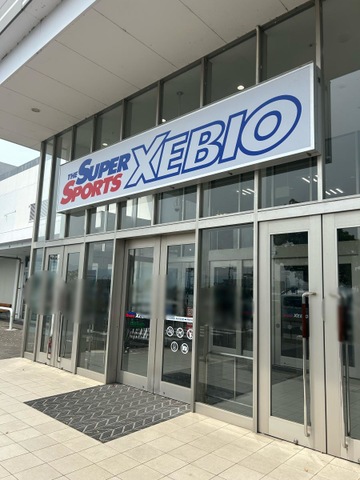 THE SUPER
SPORTS
XEBIO